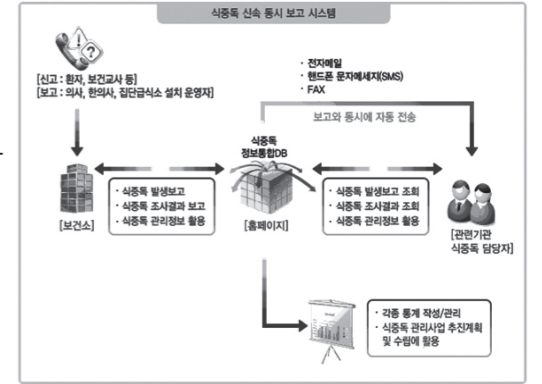 식중독 신속 동시 보고 시스템
[신고 : 환자, 보건교사 등]
[보고 : 의사, 한의사, 집단급식소 설치 운영자]
· 전자메일
· 핸드폰 문자메세지(SMS)
· FAX
보고와 동시에 자동 전송
식중독
정보통합DB
· 식중독 발생보고
· 식중독 조사결과 보고
· 식중독 관리정보 활용
· 식중독 발생보고 조회
· 식중독 조사결과 조회
· 식중독 관리정보 활용
[보건소]
[홈페이지]
[관련기관
식중독 담당자]
· 각종 통계 작성/관리
· 식중독 관리사업 추진계획
및 수립에 활용